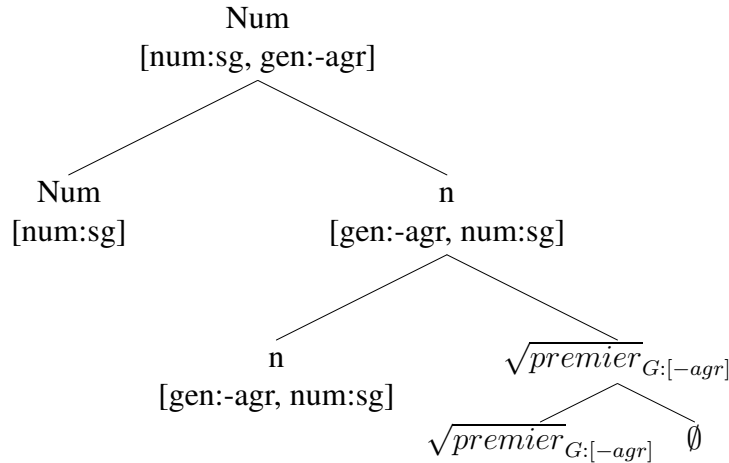 Num
[num:sg, gen:-agr]
Num n
[num:sg] [gen:-agr, num:sg]
n √premier G:[−agr]
[gen:-agr, num:sg]
√premier G:[−agr] ∅